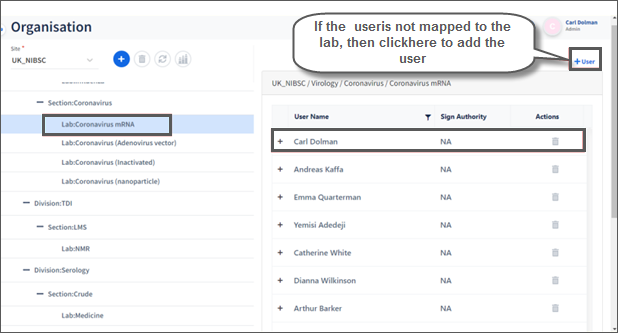 Organisation
If the  useris not mapped to the
lab, then clickhere to add the
user
C
Carl Dolman
Admin
Site *
UK_NIBSC
+ User
UK_NIBSC / Virology / Coronavirus / Coronavirus mRNA
Section:Coronavirus
Lab:Coronavirus mRNA
Lab:Coronavirus (Adenovirus vector)
Lab:Coronavirus (Inactivated)
Lab:Coronavirus (nanoparticle)
Division:TDI
Section:LMS
Lab:NMR
Division:Serology
Section:Crude
Lab:Medicine
User Name Sign Authority Actions
+ Carl Dolman NA
+ Andreas Kaffa NA
+ Emma Quarterman NA
+ Yemisi Adedeji NA
+ Catherine White NA
+ Dianna Wilkinson NA
+ Arthur Barker NA